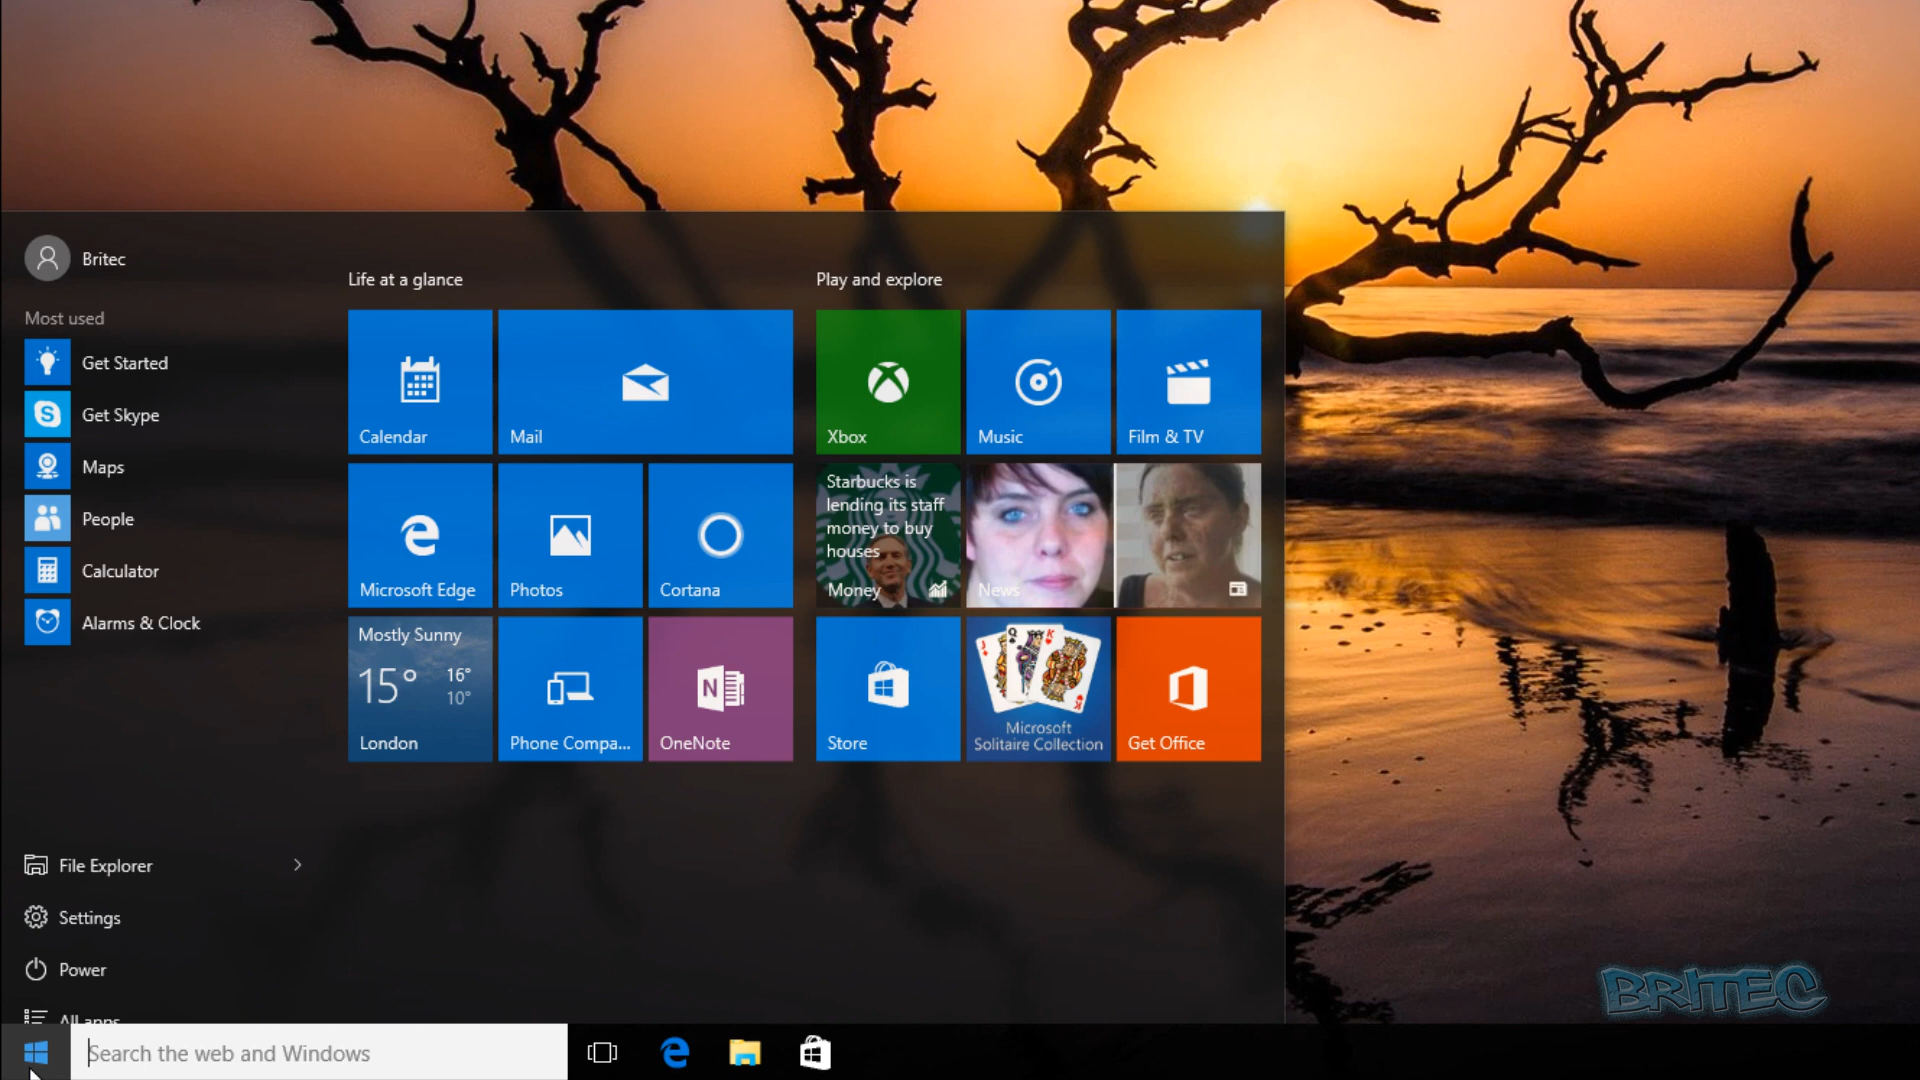 Britec
Most used
Get Started
Get Skype
Maps
People
Calculator
Alarms & Clock
File Explorer
Settings
Power
All apps
Life at a glance
Calendar
Mail
Microsoft Edge
Photos
Cortana
Mostly Sunny
15° 16°
10°
London
Phone Compa...
N
OneNote
Play and explore
Xbox
Music
Film & TV
Starbucks is
lending its staff
money to buy
houses
Money
News
Store
J Q K
K
Microsoft
Solitaire Collection
Get Office
BRITEC
Search the web and Windows